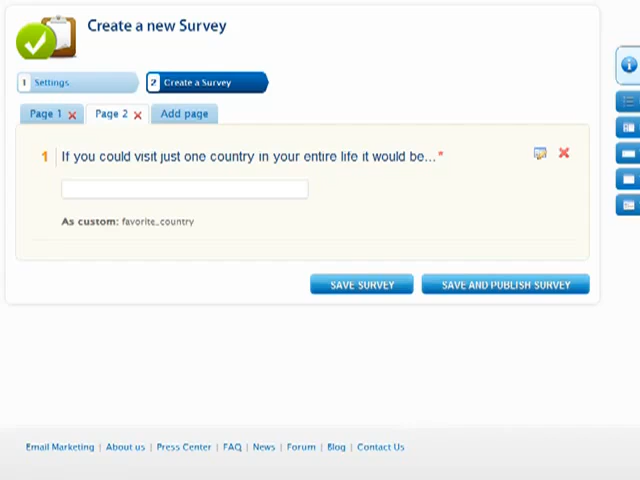 Create a new Survey
1 Settings
2 Create a Survey
Page 1 Page 2 Add page
1 If you could visit just one country in your entire life it would be...*
As custom: favorite_country
SAVE SURVEY SAVE AND PUBLISH SURVEY
Email Marketing | About us | Press Center | FAQ | News | Forum | Blog | Contact Us